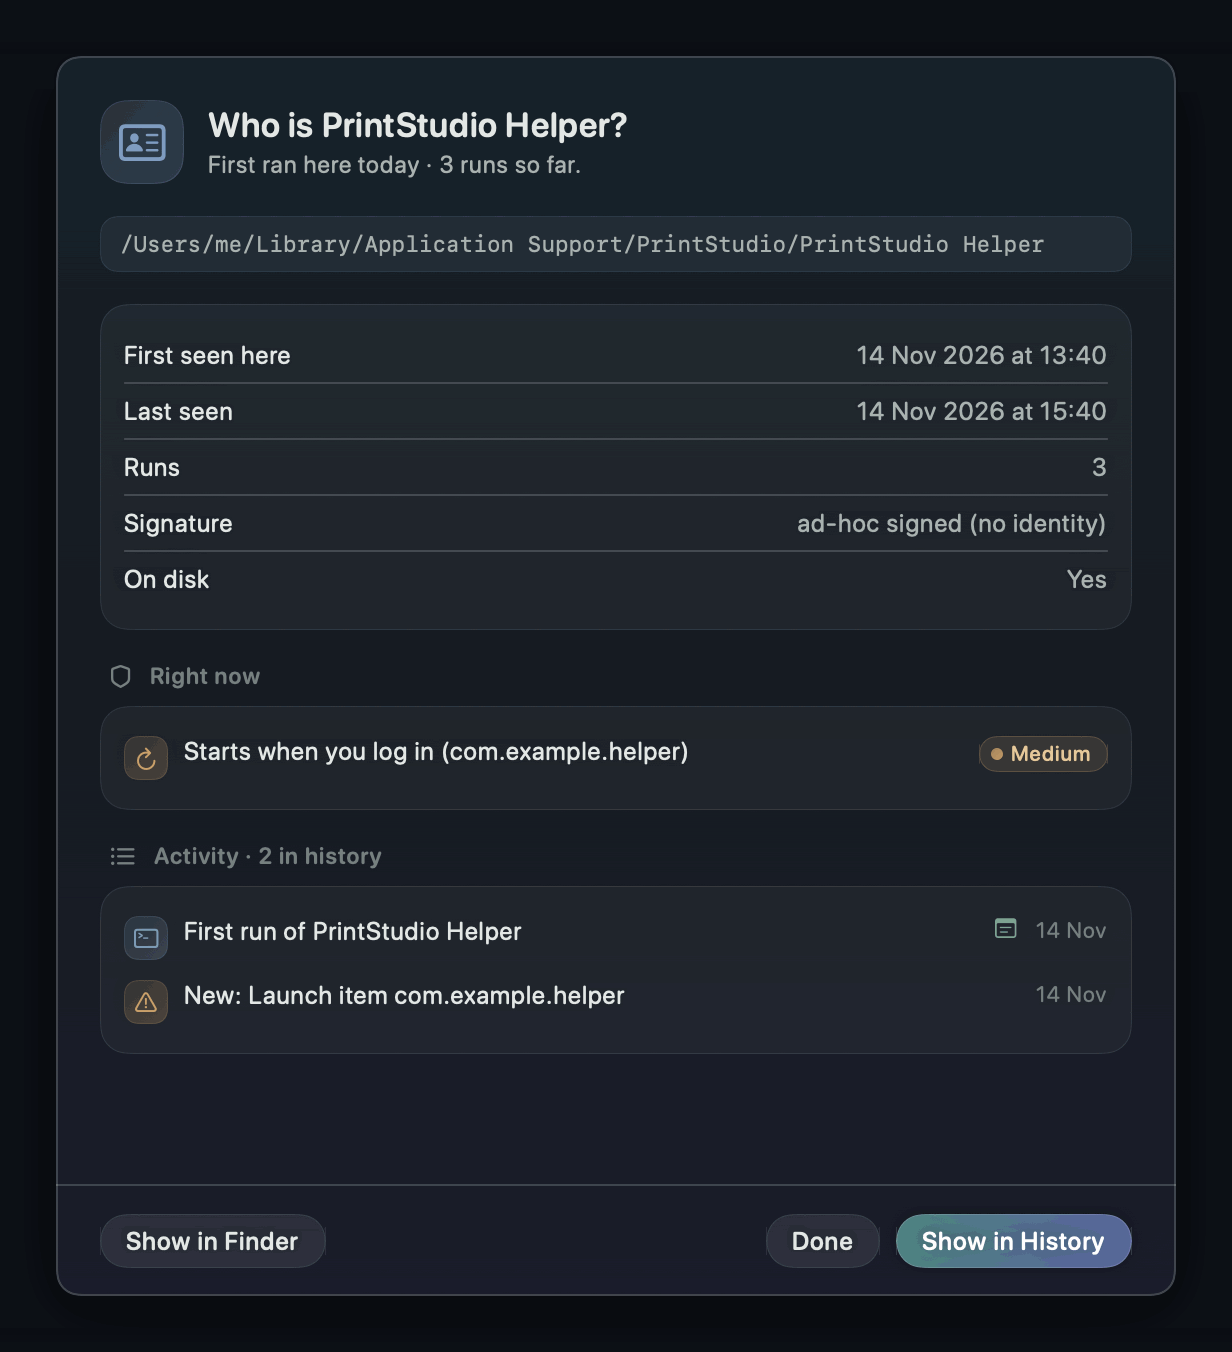 Who is PrintStudio Helper?
First ran here today · 3 runs so far.
/Users/me/Library/Application Support/PrintStudio/PrintStudio Helper
First seen here 14 Nov 2026 at 13:40
Last seen 14 Nov 2026 at 15:40
Runs 3
Signature ad-hoc signed (no identity)
On disk Yes
Right now
Starts when you log in (com.example.helper) Medium
Activity · 2 in history
First run of PrintStudio Helper 14 Nov
New: Launch item com.example.helper 14 Nov
Show in Finder Done Show in History